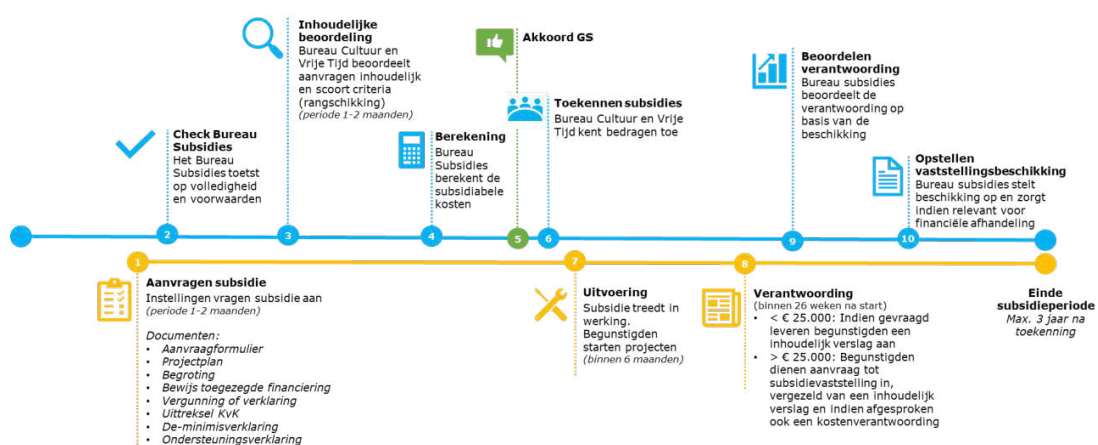 Inhoudelijke
beoordeling
Bureau Cultuur en
Vrije Tijd beoordeelt
aanvragen inhoudelijk
en scoort criteria
(rangschikking)
(periode 1-2 maanden)
Akkoord GS
Beoordelen
verantwoording
Bureau subsidies
beoordeelt de
verantwoording op
basis van de
beschikking
Toekennen subsidies
Bureau Cultuur en Vrije
Tijd kent bedragen toe
Check Bureau
Subsidies
Het Bureau
Subsidies toetst
op volledigheid
en voorwaarden
Berekening
Bureau
Subsidies
berekent de
subsidiabele
kosten
Opstellen
vaststellingsbeschikking
Bureau subsidies stelt
beschikking op en zorgt
indien relevant voor
financiële afhandeling
2
3
4
5
6
9
10
1
7
8
Aanvragen subsidie
Instellingen vragen subsidie aan
(periode 1-2 maanden)
Documenten:
• Aanvraagformulier
• Projectplan
• Begroting
• Bewijs toegezegde financiering
• Vergunning of verklaring
• Uittreksel KvK
• De-minimisverklaring
• Ondersteuningsverklaring
Uitvoering
Subsidie treedt in
werking.
Begunstigden
starten projecten
(binnen 6 maanden)
Verantwoording
(binnen 26 weken na start)
• < € 25.000: Indien gevraagd
leveren begunstigden een
inhoudelijk verslag aan
• > € 25.000: Begunstigden
dienen aanvraag tot
subsidievaststelling in,
vergezeld van een inhoudelijk
verslag en indien afgesproken
ook een kostenverantwoording
Einde
subsidieperiode
Max. 3 jaar na
toekenning